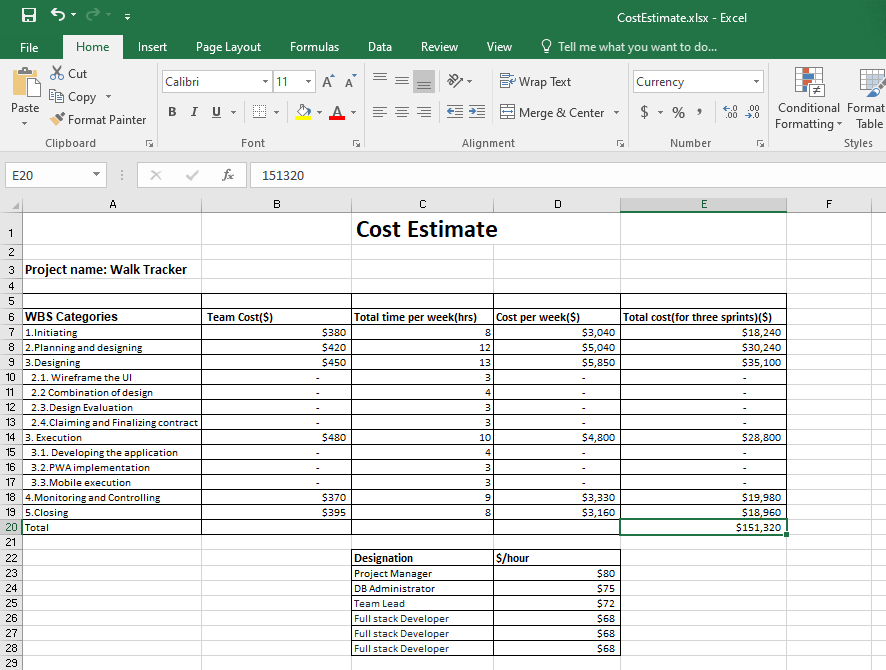 CostEstimate.xlsx - Excel
File Home Insert Page Layout Formulas Data Review View Tell me what you want to do...
Paste
Cut
Copy
Format Painter
Clipboard
Calibri 11 A A
B I U A
Font
Wrap Text
Merge & Center
Alignment
Currency
$ % , .00 .00
Number
Conditional Formatting
Format Table
Styles
E20 fx 151320
A B C D E F
1 Cost Estimate
2
3 Project name: Walk Tracker
4
5
6 WBS Categories Team Cost($) Total time per week(hrs) Cost per week($) Total cost(for three sprints)($)
7 1.Initiating $380 8 $3,040 $18,240
8 2.Planning and designing $420 12 $5,040 $30,240
9 3.Designing $450 13 $5,850 $35,100
10 2.1. Wireframe the UI - 3 - -
11 2.2 Combination of design - 4 - -
12 2.3.Design Evaluation - 3 - -
13 2.4.Claiming and Finalizing contract - 3 - -
14 3. Execution $480 10 $4,800 $28,800
15 3.1. Developing the application - 4 - -
16 3.2.PWA implementation - 3 - -
17 3.3.Mobile execution - 3 - -
18 4.Monitoring and Controlling $370 9 $3,330 $19,980
19 5.Closing $395 8 $3,160 $18,960
20 Total $151,320
21
22 Designation $/hour
23 Project Manager $80
24 DB Administrator $75
25 Team Lead $72
26 Full stack Developer $68
27 Full stack Developer $68
28 Full stack Developer $68
29